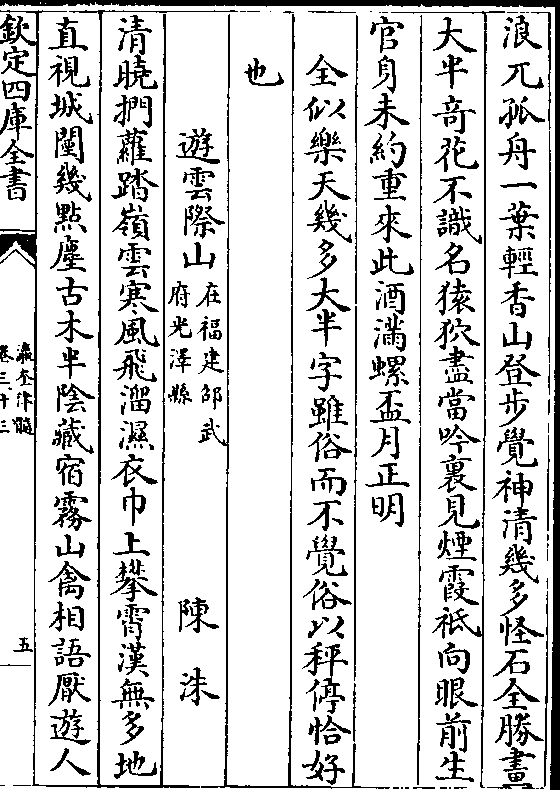 浪兀孤舟一葉輕香山登步覺神清幾多怪石全勝畫
大半奇花不識名猿狖盡當吟裏見煙霞祗向眼前生
官身未約重來此酒滿螺盃月正明
全似樂天幾多大半字雖俗而不覺俗以秤停恰好
也
遊雲際山在福建邵武府光澤縣 陳洙
清曉捫蘿踏嶺雲寒風飛溜濕衣巾上攀霄漢無多地
直視城闉幾點塵古木半陰藏宿霧山禽相語厭遊人
欽定四庫全書
瀛奎律髓
卷三十三
五